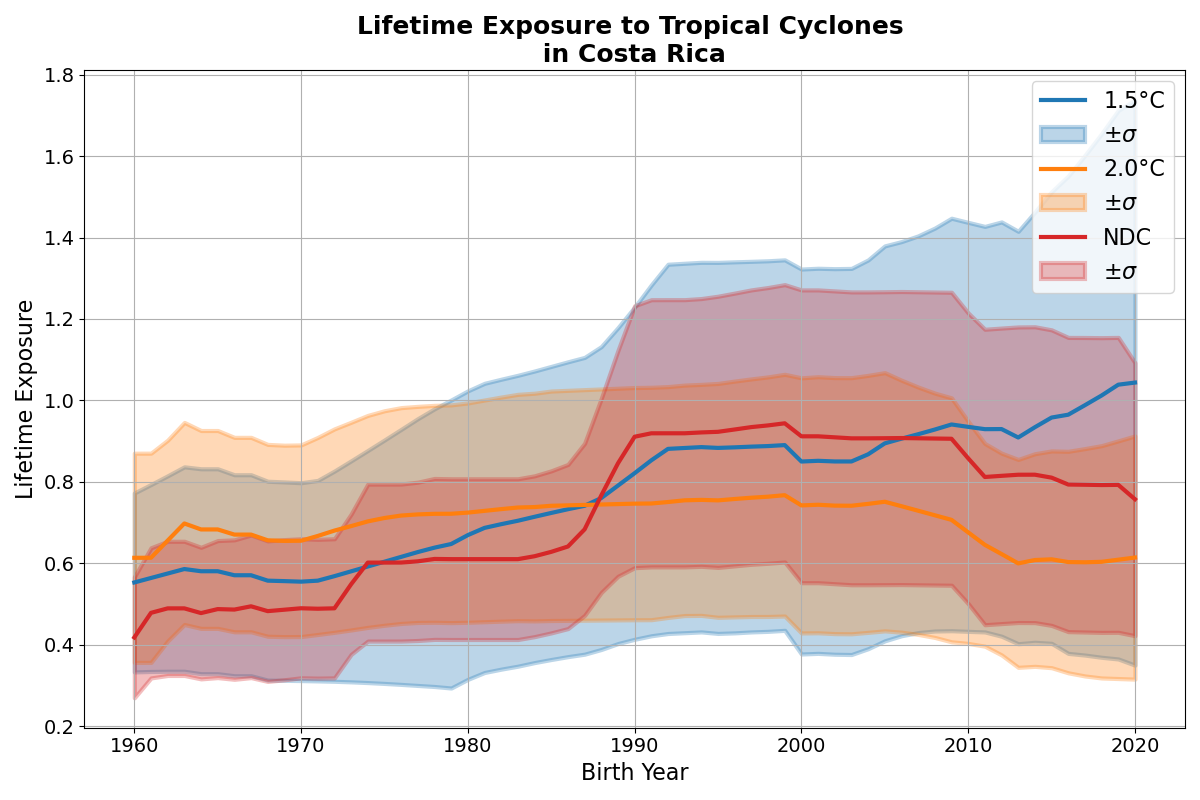 Lifetime Exposure to Tropical Cyclones
in Costa Rica
Lifetime Exposure
1.8
1.6
1.4
1.2
1.0
0.8
0.6
0.4
0.2
1.5°C
±σ
2.0°C
±σ
NDC
±σ
1960
1970
1980
1990
2000
2010
2020
Birth Year